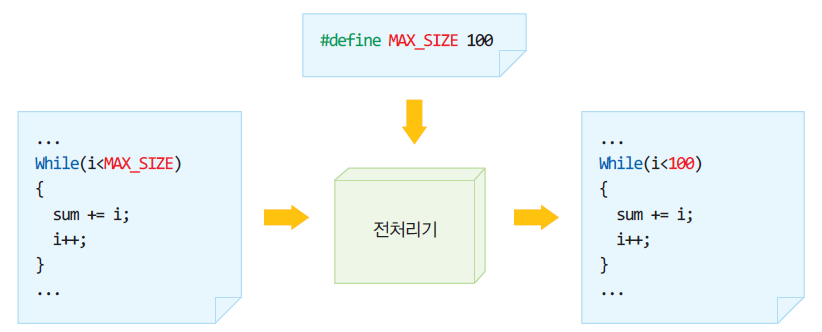 #define MAX_SIZE 100
...
While(i<MAX_SIZE)
{
sum += i;
i++;
}
...
전처리기
...
While(i<100)
{
sum += i;
i++;
}
...